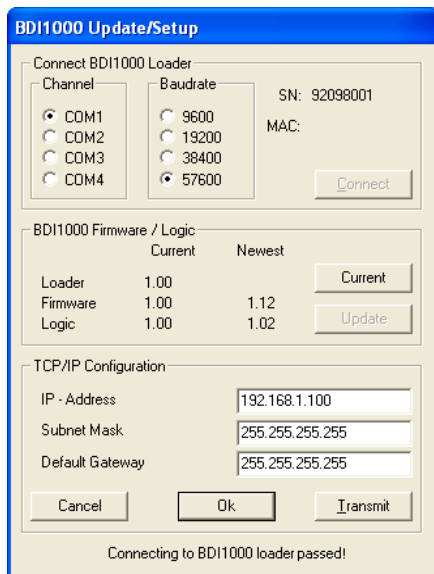 BDI1000 Update/Setup
Connect BDI1000 Loader
Channel
COM1
COM2
COM3
COM4
Baudrate
9600
19200
38400
57600
SN: 92098001
MAC:
Connect
BDI1000 Firmware / Logic
Current Newest
Loader 1.00
Firmware 1.00 1.12
Logic 1.00 1.02
Current
Update
TCP/IP Configuration
IP - Address 192.168.1.100
Subnet Mask 255.255.255.255
Default Gateway 255.255.255.255
Cancel Ok Transmit
Connecting to BDI1000 loader passed!